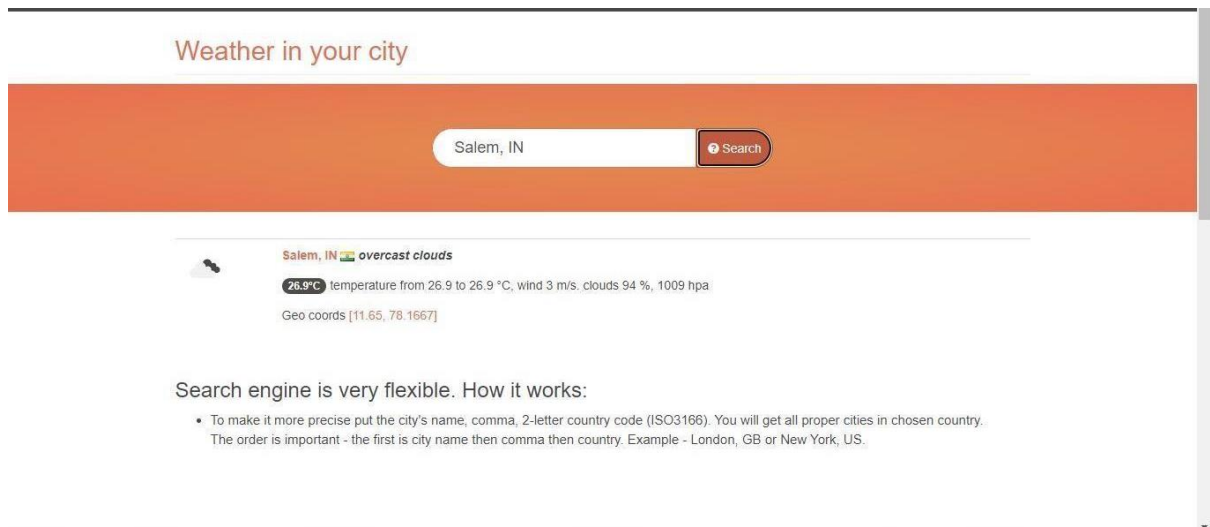 Weather in your city
Salem, IN
Search
Salem, IN overcast clouds
26.9°C temperature from 26.9 to 26.9 °C, wind 3 m/s. clouds 94 %, 1009 hpa
Geo coords [11.65, 78.1667]
Search engine is very flexible. How it works:
• To make it more precise put the city's name, comma, 2-letter country code (ISO3166). You will get all proper cities in chosen country.
The order is important - the first is city name then comma then country. Example - London, GB or New York, US.